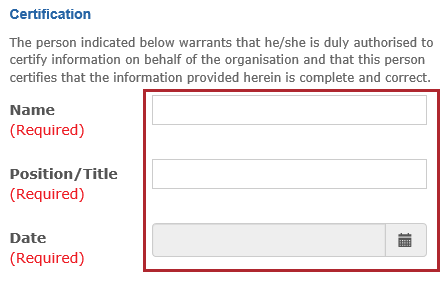 Certification
The person indicated below warrants that he/she is duly authorised to
certify information on behalf of the organisation and that this person
certifies that the information provided herein is complete and correct.
Name
(Required)
Position/Title
(Required)
Date
(Required)